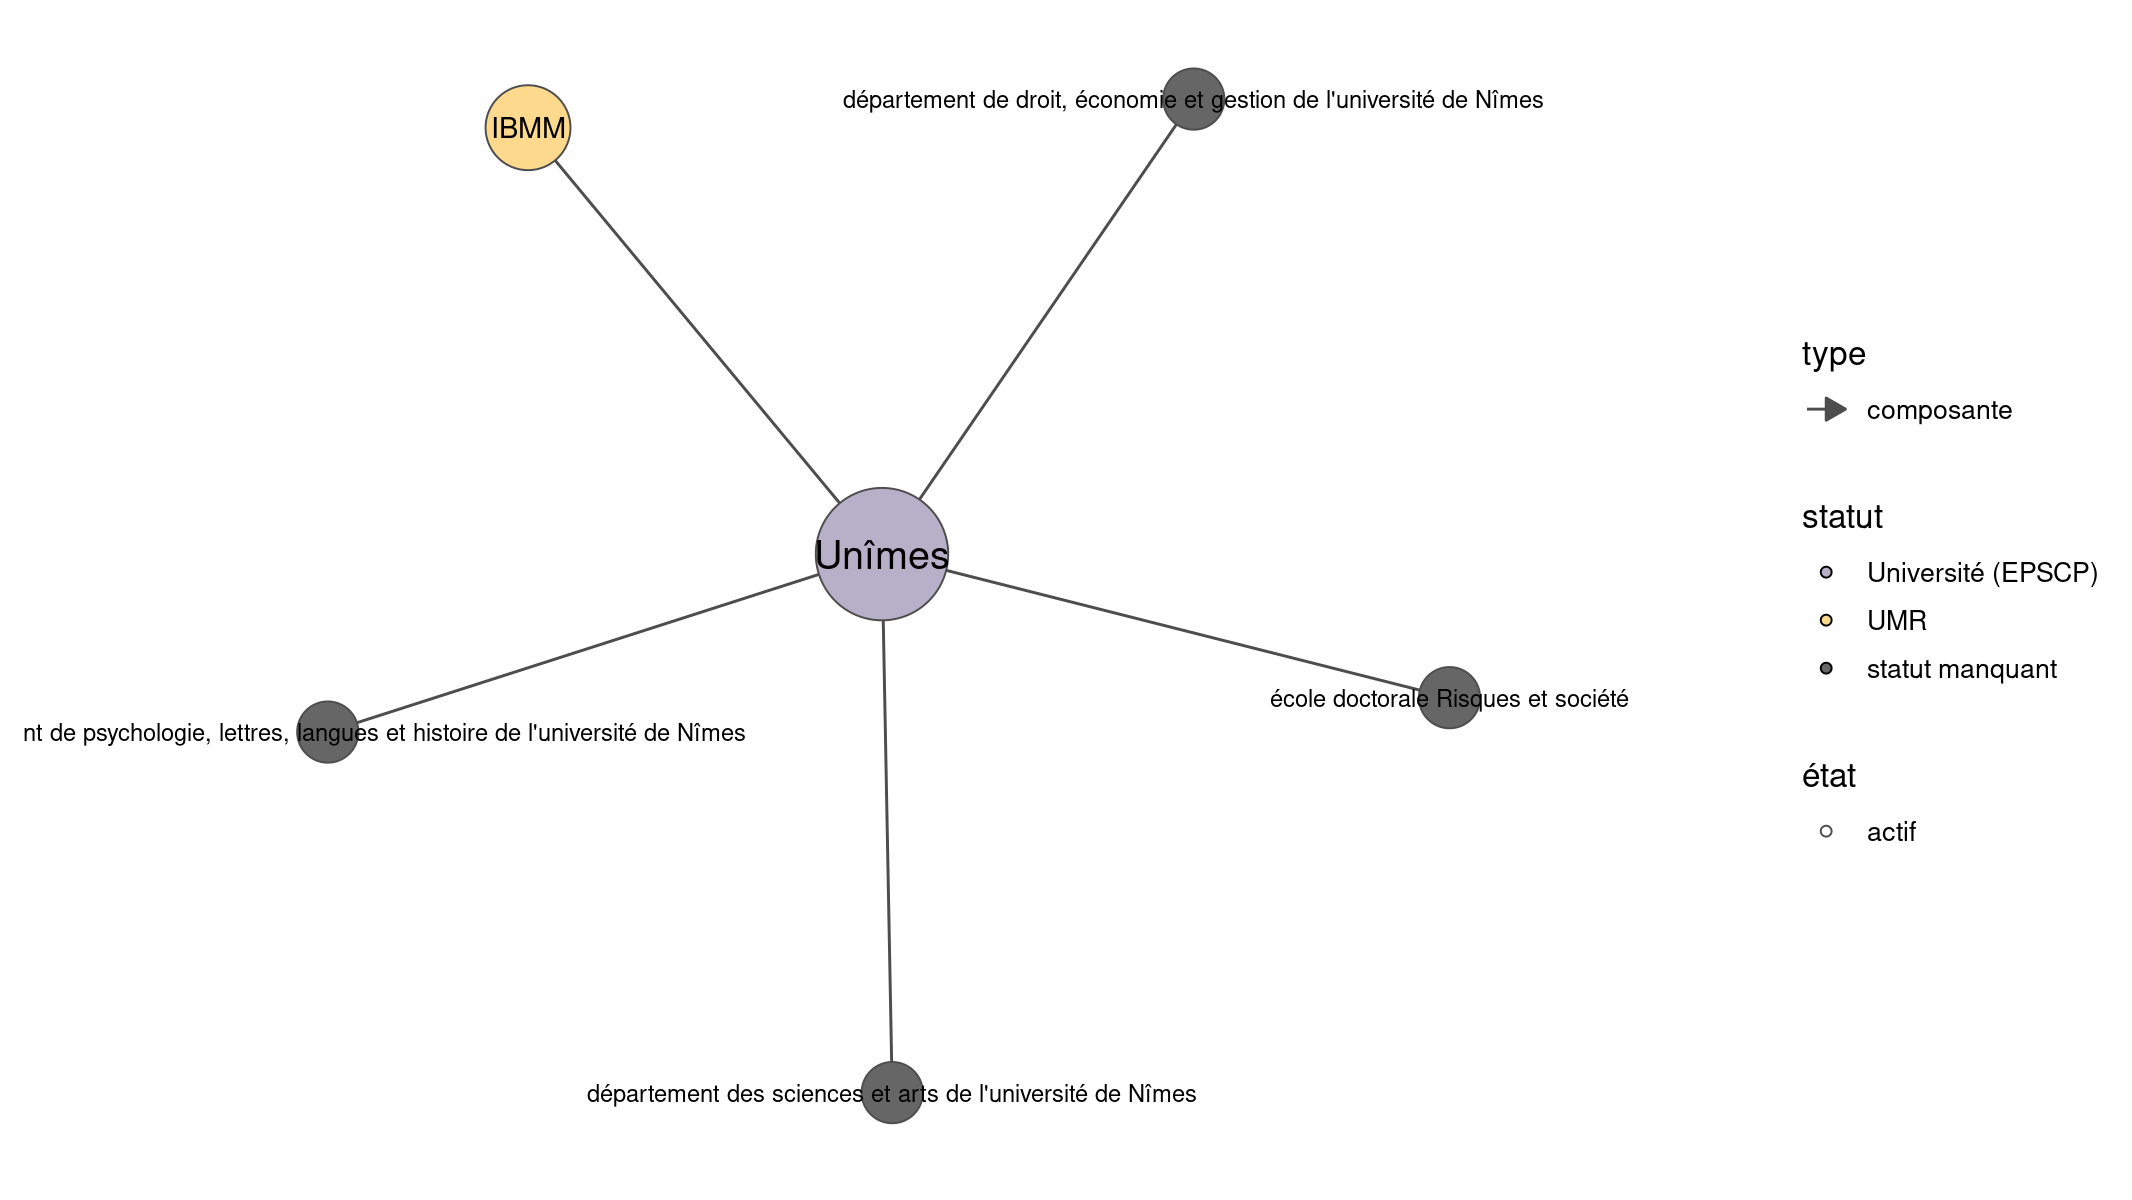 département de droit, économie et gestion de l'université de Nîmes
IBMM
Unîmes
école doctorale Risques et société
nt de psychologie, lettres, langues et histoire de l'université de Nîmes
département des sciences et arts de l'université de Nîmes
type
composante
statut
Université (EPSCP)
UMR
statut manquant
état
actif